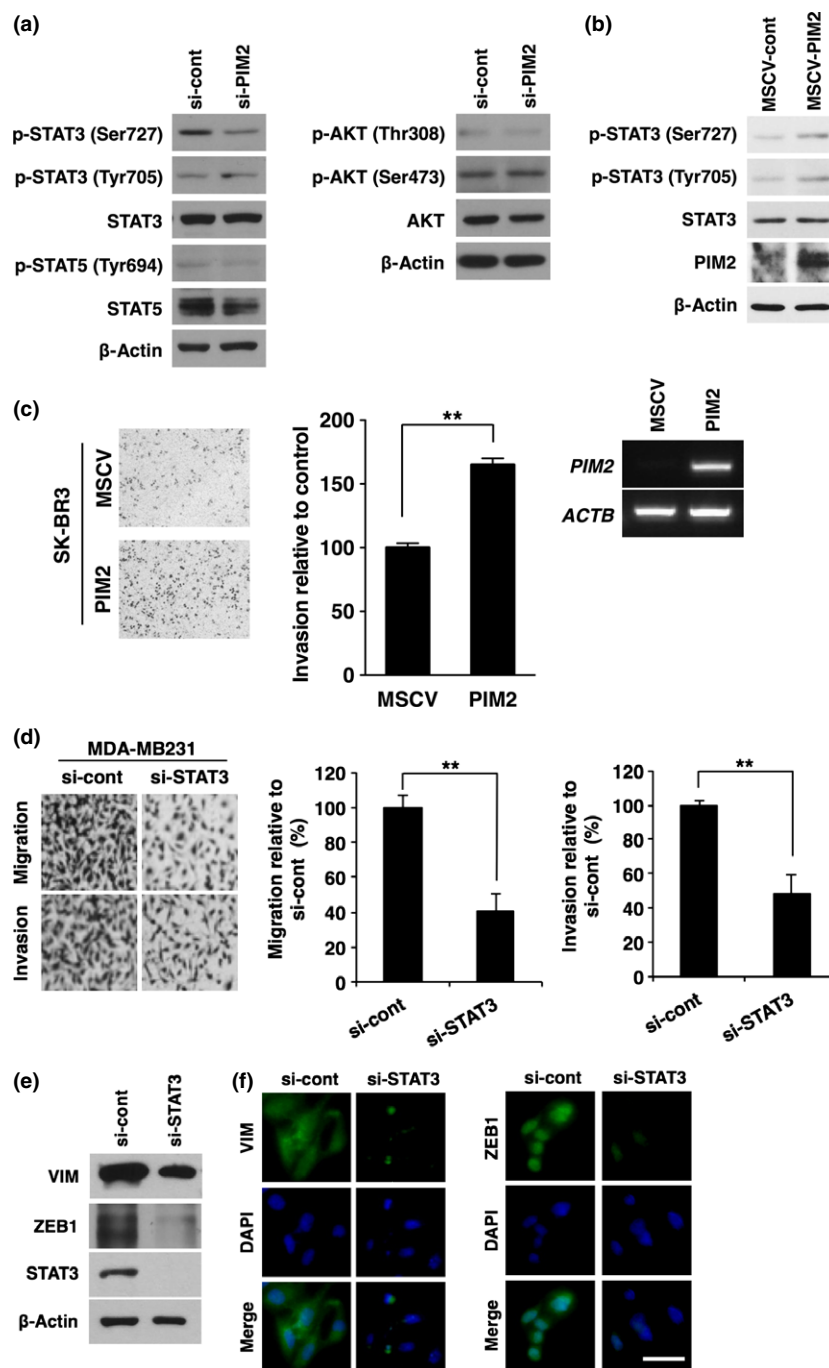 (a)
si-cont
si-PIM2
p-STAT3 (Ser727)
p-STAT3 (Tyr705)
STAT3
p-STAT5 (Tyr694)
STAT5
β-Actin
si-cont
si-PIM2
p-AKT (Thr308)
p-AKT (Ser473)
AKT
β-Actin
(b)
MSCV-cont
MSCV-PIM2
p-STAT3 (Ser727)
p-STAT3 (Tyr705)
STAT3
PIM2
β-Actin
(c)
SK-BR3
MSCV
PIM2
Invasion relative to control
200
150
100
50
0
**
MSCV
PIM2
MSCV
PIM2
PIM2
ACTB
(d)
MDA-MB231
si-cont
si-STAT3
Migration
Invasion
Migration relative to
si-cont (%)
120
100
80
60
40
20
0
**
si-cont
si-STAT3
Invasion relative to
si-cont (%)
120
100
80
60
40
20
0
**
si-cont
si-STAT3
(e)
si-cont
si-STAT3
VIM
ZEB1
STAT3
β-Actin
(f)
si-cont
si-STAT3
VIM
DAPI
Merge
si-cont
si-STAT3
ZEB1
DAPI
Merge